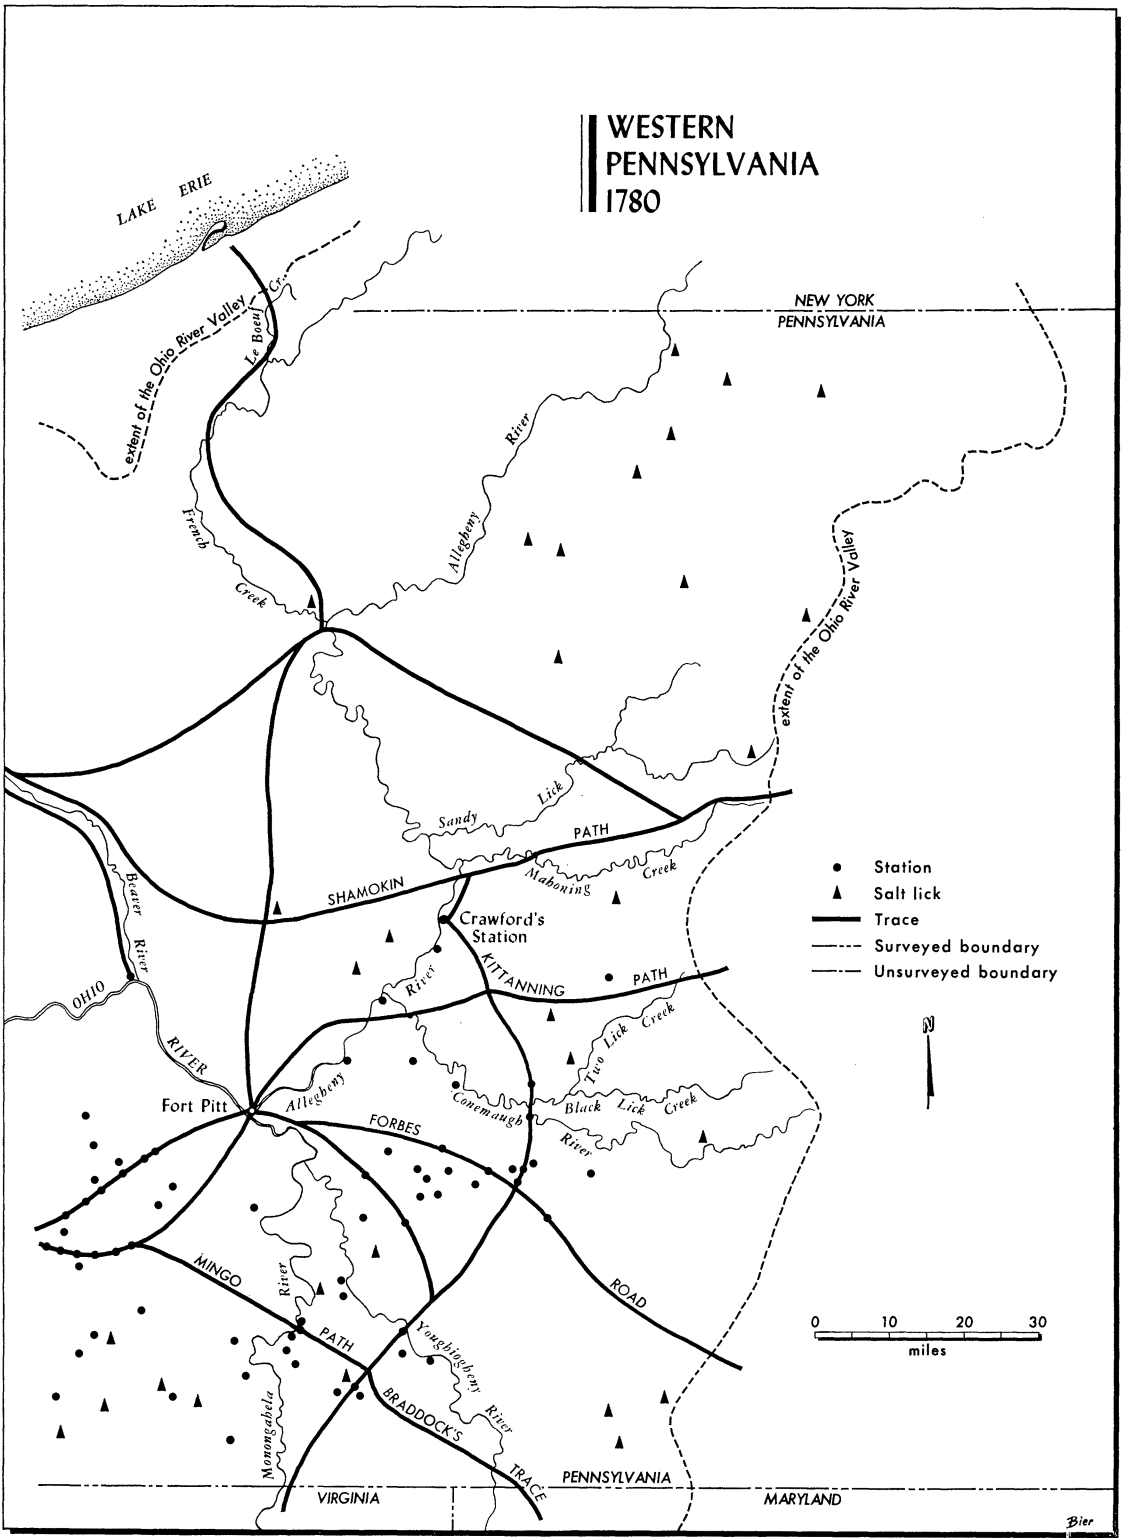 WESTERN
PENNSYLVANIA
1780
LAKE ERIE
NEW YORK
PENNSYLVANIA
extent of the Ohio River Valley
Le Boeuf Cr.
French
Creek
Allegheny River
extent of the Ohio River Valley
Sandy Lick
PATH
Mahoning Creek
SHAMOKIN
Beaver
River
Crawford's
Station
River
KITTANNING PATH
OHIO
RIVER
Two Lick Creek
Fort Pitt
Allegheny
Conemaugh
River
Black Lick Creek
FORBES
ROAD
MINGO
PATH
River
Monongahela
Youghiogheny
River
BRADDOCK'S
TRACE
Station
Salt lick
Trace
Surveyed boundary
Unsurveyed boundary
N
0 10 20 30
miles
PENNSYLVANIA
VIRGINIA
MARYLAND
Bier